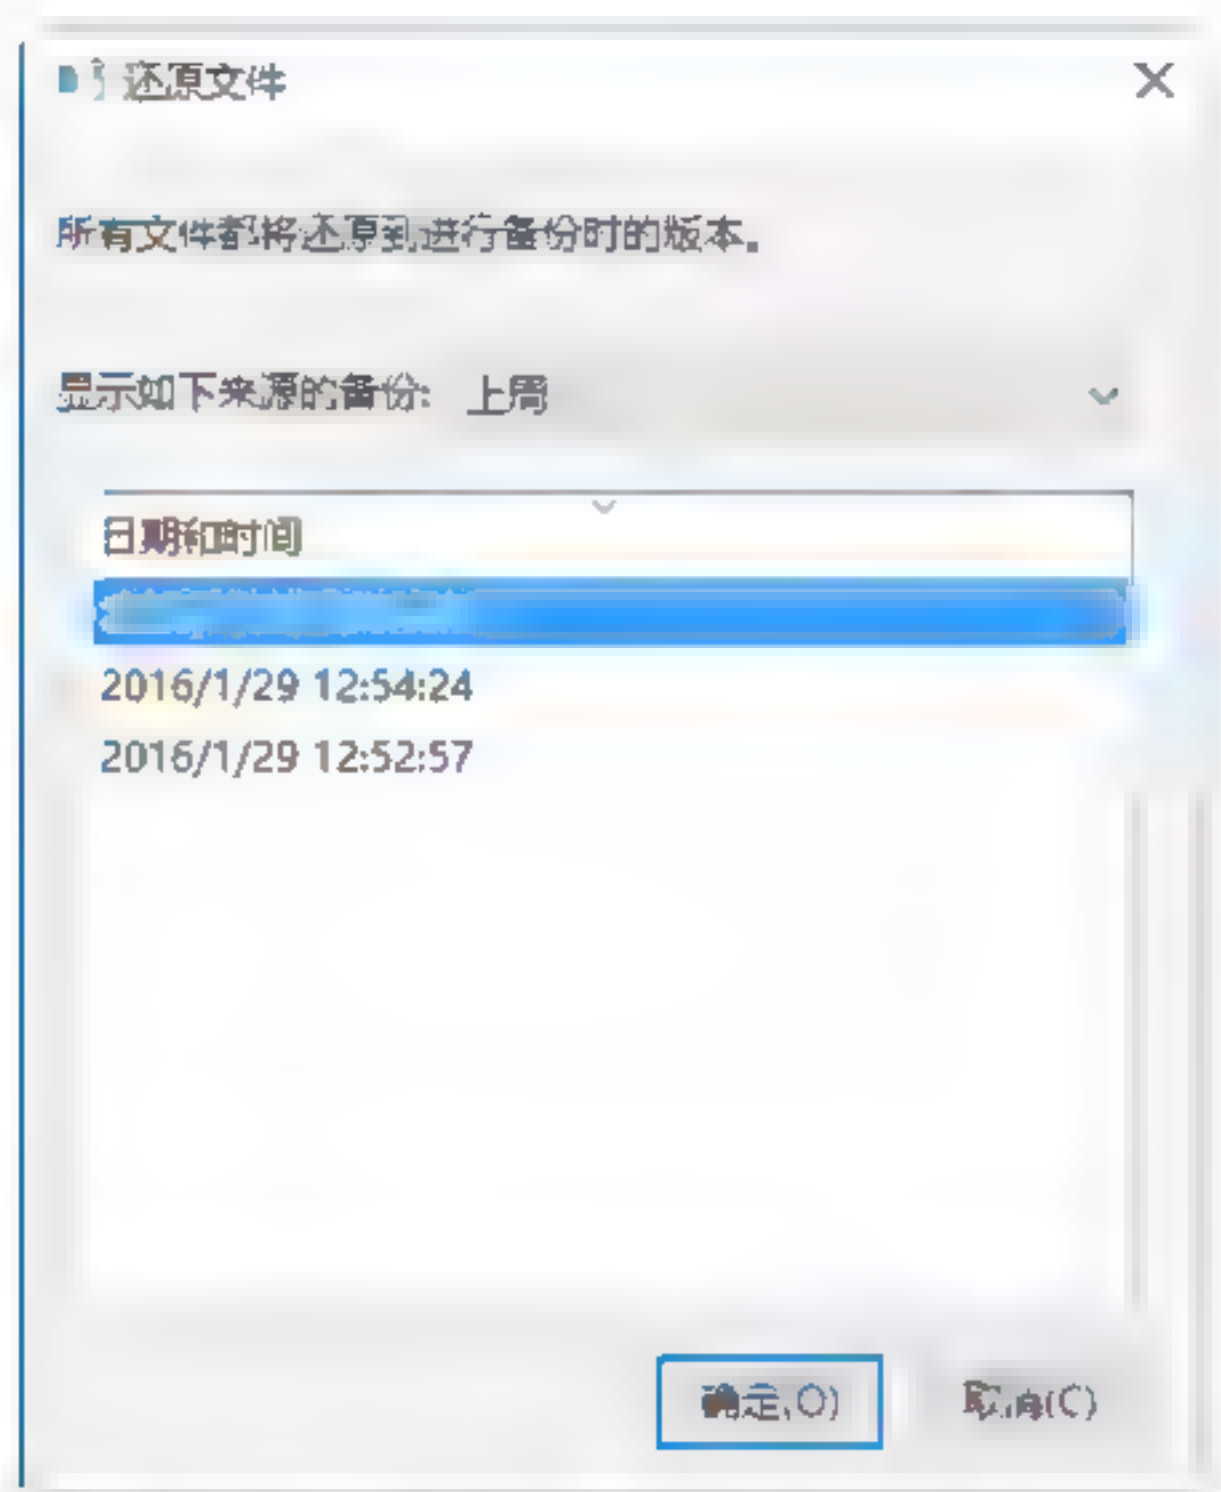 还原文件
所有文件都将还原到进行备份时的版本。
显示如下来源的备份: 上周
日期和时间
2016/1/29 12:54:24
2016/1/29 12:52:57
确定(O)
取消(C)